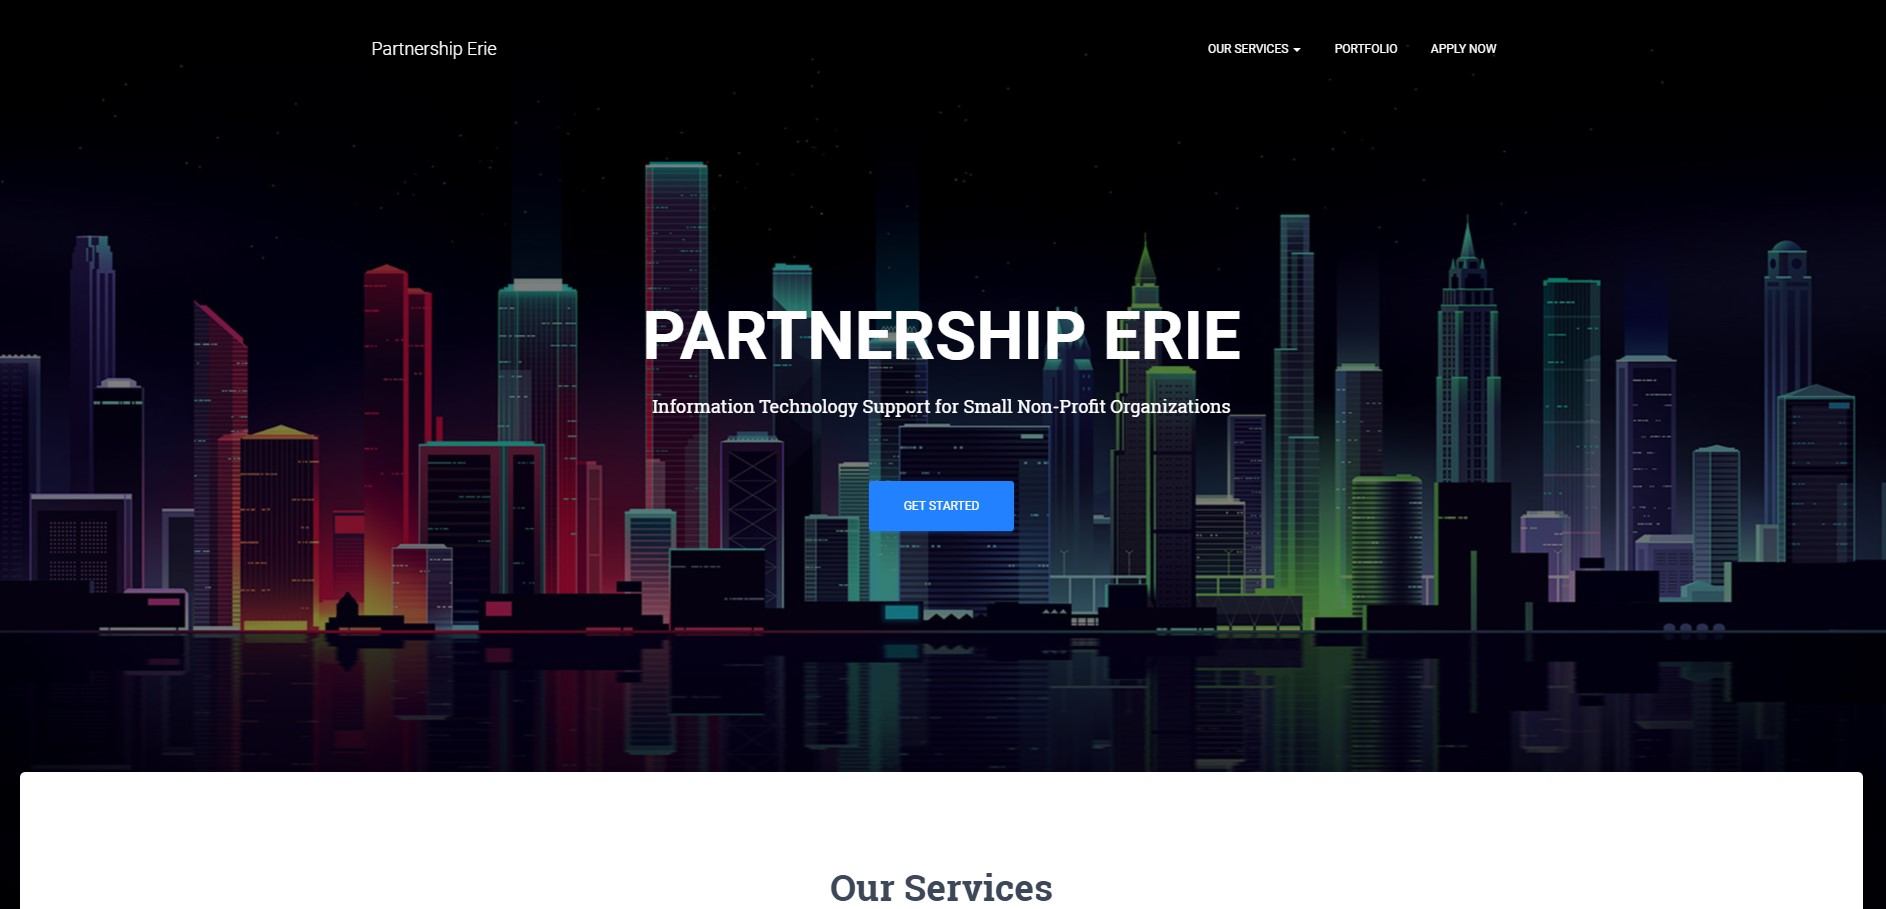 Partnership Erie
OUR SERVICES
PORTFOLIO
APPLY NOW
PARTNERSHIP ERIE
Information Technology Support for Small Non-Profit Organizations
GET STARTED
Our Services